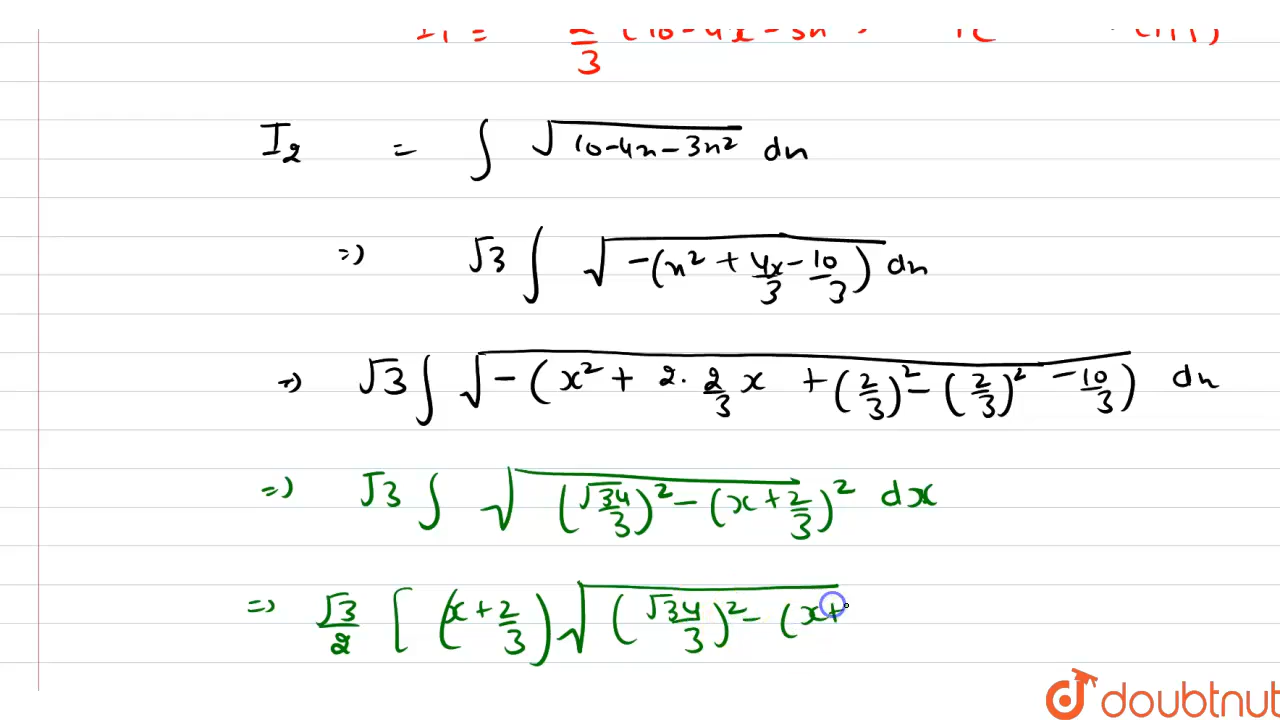 I₂ = ∫ √(10-4x-3x²) dx
=) √3 ∫ √(-(x² + 4x/3 - 10/3)) dx
=) √3 ∫ √(-(x² + 2. 2/3 x + (2/3)² - (2/3)² - 10/3)) dx
=) √3 ∫ √((√34/3)² - (x + 2/3)²) dx
=) √3/2 [ (x + 2/3) √((√34/3)² - (x+
doubtnut